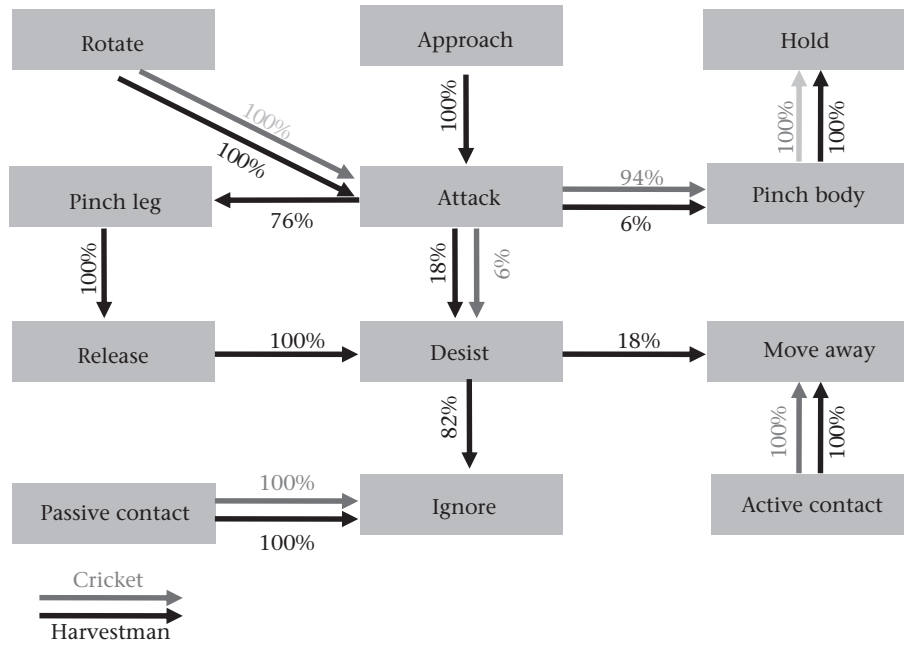 Rotate
Approach
Hold
100%
100%
100%
100%
100%
Pinch leg
Attack
Pinch body
94%
76%
6%
100%
18%
6%
Release
100%
Desist
18%
Move away
82%
100%
100%
Passive contact
100%
100%
Ignore
Active contact
Cricket
Harvestman